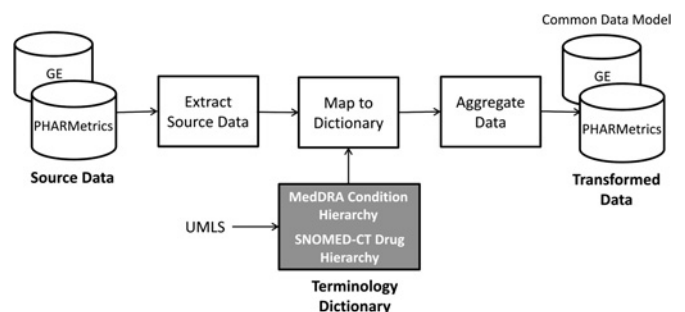 Common Data Model
GE
PHARMetrics
Source Data
Extract
Source Data
Map to
Dictionary
Aggregate
Data
GE
PHARMetrics
Transformed
Data
UMLS
MedDRA Condition
Hierarchy
SNOMED-CT Drug
Hierarchy
Terminology
Dictionary